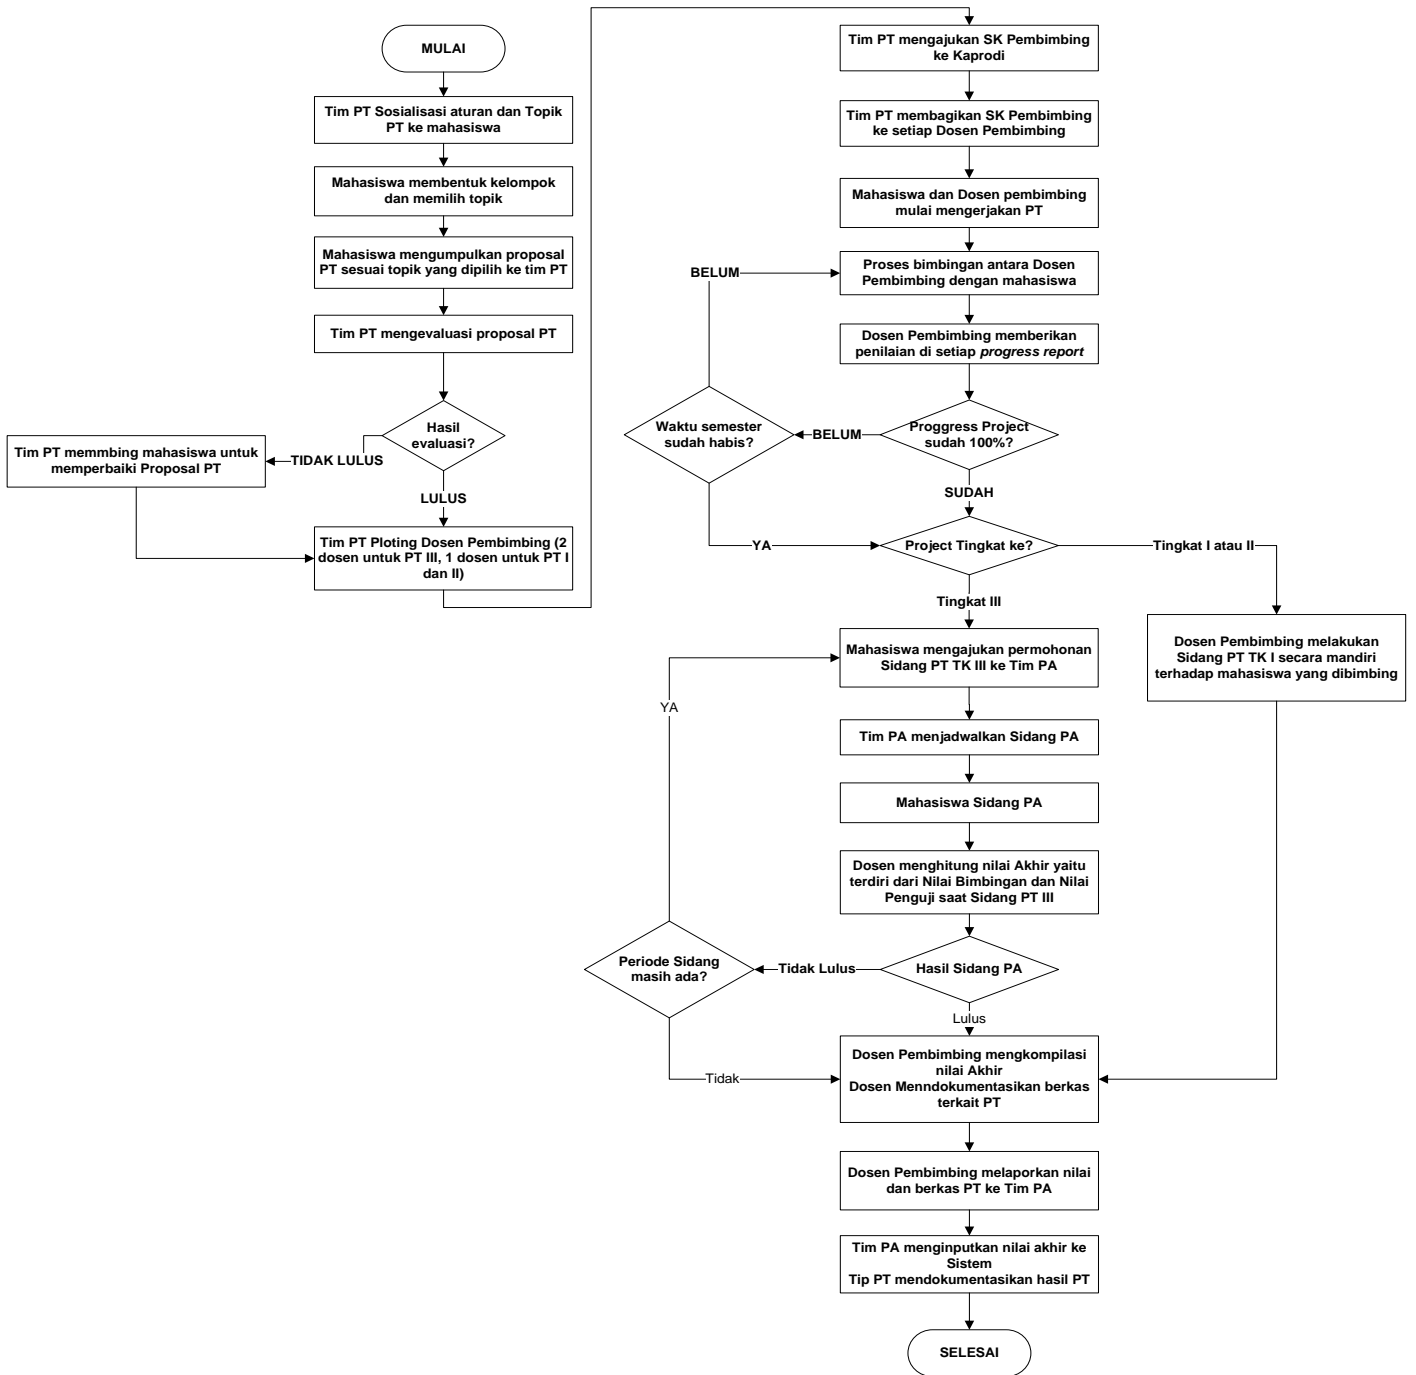 MULAI
Tim PT Sosialisasi aturan dan Topik
PT ke mahasiswa
Mahasiswa membentuk kelompok
dan memilih topik
Mahasiswa mengumpulkan proposal
PT sesuai topik yang dipilih ke tim PT
Tim PT mengevaluasi proposal PT
Hasil
evaluasi?
TIDAK LULUS
Tim PT memmbing mahasiswa untuk
memperbaiki Proposal PT
LULUS
Tim PT Ploting Dosen Pembimbing (2
dosen untuk PT III, 1 dosen untuk PT I
dan II)
Tim PT mengajukan SK Pembimbing
ke Kaprodi
Tim PT membagikan SK Pembimbing
ke setiap Dosen Pembimbing
Mahasiswa dan Dosen pembimbing
mulai mengerjakan PT
Proses bimbingan antara Dosen
Pembimbing dengan mahasiswa
Dosen Pembimbing memberikan
penilaian di setiap progress report
Proggress Project
sudah 100%?
BELUM
Waktu semester
sudah habis?
BELUM
YA
SUDAH
Project Tingkat ke?
Tingkat I atau II
Dosen Pembimbing melakukan
Sidang PT TK I secara mandiri
terhadap mahasiswa yang dibimbing
Tingkat III
Mahasiswa mengajukan permohonan
Sidang PT TK III ke Tim PA
Tim PA menjadwalkan Sidang PA
Mahasiswa Sidang PA
Dosen menghitung nilai Akhir yaitu
terdiri dari Nilai Bimbingan dan Nilai
Penguji saat Sidang PT III
Hasil Sidang PA
Tidak Lulus
Periode Sidang
masih ada?
YA
Tidak
Lulus
Dosen Pembimbing mengkompilasi
nilai Akhir
Dosen Menndokumentasikan berkas
terkait PT
Dosen Pembimbing melaporkan nilai
dan berkas PT ke Tim PA
Tim PA menginputkan nilai akhir ke
Sistem
Tip PT mendokumentasikan hasil PT
SELESAI